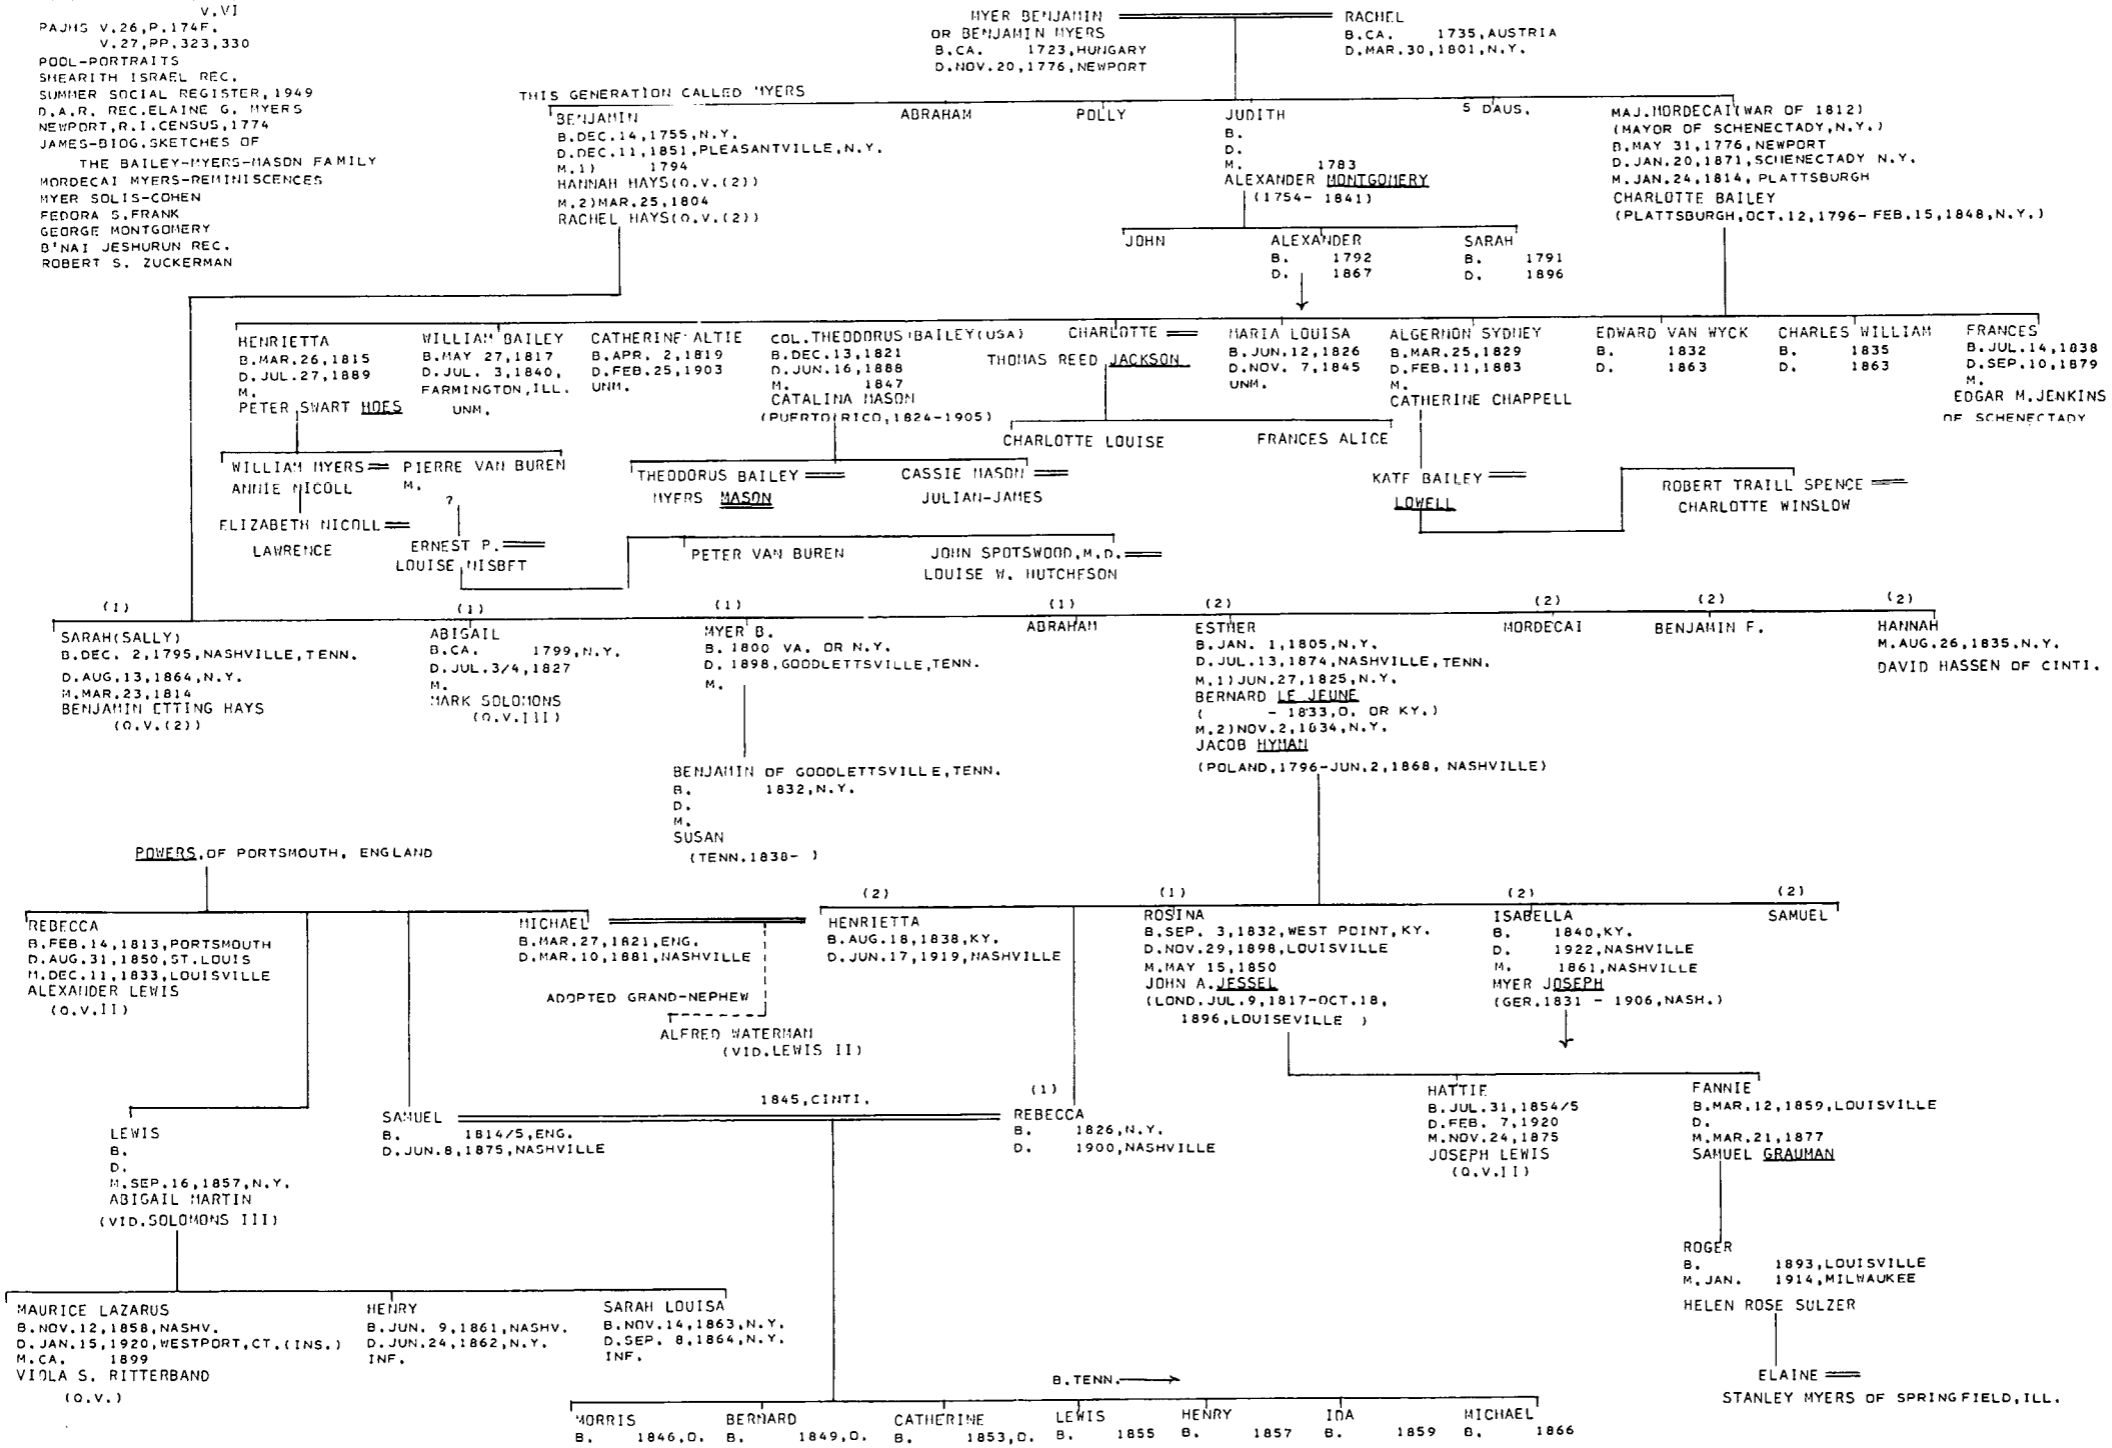 V.VI
PAJHS V.26,P.174F.
V.27,PP.323,330
POOL-PORTRAITS
SHEARITH ISRAEL REC.
SUMMER SOCIAL REGISTER,1949
D.A.R. REC.ELAINE G. MYERS
NEWPORT,R.I.CENSUS,1774
JAMES-BIOG.SKETCHES OF
THE BAILEY-MYERS-MASON FAMILY
MORDECAI MYERS-REMINISCENCES
MYER SOLIS-COHEN
FEDORA S.FRANK
GEORGE MONTGOMERY
B'NAI JESHURUN REC.
ROBERT S. ZUCKERMAN
MYER BENJAMIN
OR BENJAMIN MYERS
B.CA. 1723,HUNGARY
D.NOV.20,1776,NEWPORT
RACHEL
B.CA. 1735,AUSTRIA
D.MAR.30,1801,N.Y.
THIS GENERATION CALLED MYERS
BENJAMIN
B.DEC.14,1755,N.Y.
D.DEC.11,1851,PLEASANTVILLE,N.Y.
M.1) 1794
HANNAH HAYS(Q.V.(2))
M.2)MAR.25,1804
RACHEL HAYS(Q.V.(2))
ABRAHAM
POLLY
JUDITH
B.
D.
M. 1783
ALEXANDER MONTGOMERY
(1754- 1841)
5 DAUS.
MAJ.MORDECAI(WAR OF 1812)
(MAYOR OF SCHENECTADY,N.Y.)
B.MAY 31,1776,NEWPORT
D.JAN.20,1871,SCHENECTADY N.Y.
M.JAN.24,1814,PLATTSBURGH
CHARLOTTE BAILEY
(PLATTSBURGH,OCT.12,1796- FEB.15,1848,N.Y.)
JOHN
ALEXANDER
B. 1792
D. 1867
SARAH
B. 1791
D. 1896
HENRIETTA
B.MAR.26,1815
D.JUL.27,1889
M.
PETER SWART HOES
WILLIAM BAILEY
B.MAY 27,1817
D.JUL. 3,1840,
FARMINGTON,ILL.
UNM.
CATHERINE ALTIE
B.APR. 2,1819
D.FEB.25,1903
UNM.
COL.THEODORUS BAILEY(USA)
B.DEC.13,1821
D.JUN.16,1888
M. 1847
CATALINA MASON
(PUERTO RICO,1824-1905)
CHARLOTTE
THOMAS REED JACKSON
MARIA LOUISA
B.JUN.12,1826
D.NOV. 7,1845
UNM.
ALGERNON SYDNEY
B.MAR.25,1829
D.FEB.11,1883
M.
CATHERINE CHAPPELL
EDWARD VAN WYCK
B. 1832
D. 1863
CHARLES WILLIAM
B. 1835
D. 1863
FRANCES
B.JUL.14,1838
D.SEP.10,1879
M.
EDGAR M.JENKINS
OF SCHENECTADY
CHARLOTTE LOUISE
FRANCES ALICE
WILLIAM MYERS
ANNIE NICOLL
PIERRE VAN BUREN
M.
?
THEODORUS BAILEY
MYERS MASON
CASSIE MASON
JULIAN-JAMES
KATE BAILEY
LOWELL
ROBERT TRAILL SPENCE
CHARLOTTE WINSLOW
ELIZABETH NICOLL
LAWRENCE
ERNEST P.
LOUISE NISBET
PETER VAN BUREN
JOHN SPOTSWOOD,M.D.
LOUISE W. HUTCHESON
(1)
SARAH(SALLY)
B.DEC. 2,1795,NASHVILLE,TENN.
D.AUG.13,1864,N.Y.
M.MAR.23,1814
BENJAMIN ETTING HAYS
(Q.V.(2))
(1)
ABIGAIL
B.CA. 1799,N.Y.
D.JUL.3/4,1827
M.
MARK SOLOMONS
(Q.V.III)
(1)
MYER B.
B. 1800 VA. OR N.Y.
D. 1898,GOODLETTSVILLE,TENN.
M.
(1)
ABRAHAM
(2)
ESTHER
B.JAN. 1,1805,N.Y.
D.JUL.13,1874,NASHVILLE,TENN.
M.1)JUN.27,1825,N.Y.
BERNARD LE JEUNE
( - 1833,O. OR KY.)
M.2)NOV.2,1834,N.Y.
JACOB HYMAN
(POLAND,1796-JUN.2,1868, NASHVILLE)
(2)
MORDECAI
(2)
BENJAMIN F.
(2)
HANNAH
M.AUG.26,1835,N.Y.
DAVID HASSEN OF CINTI.
BENJAMIN OF GOODLETTSVILLE,TENN.
B. 1832,N.Y.
D.
M.
SUSAN
(TENN.1838- )
POWERS,OF PORTSMOUTH, ENGLAND
REBECCA
B.FEB.14,1813,PORTSMOUTH
D.AUG.31,1850,ST.LOUIS
M.DEC.11,1833,LOUISVILLE
ALEXANDER LEWIS
(Q.V.II)
MICHAEL
B.MAR.27,1821,ENG.
D.MAR.10,1881,NASHVILLE
(2)
HENRIETTA
B.AUG.18,1838,KY.
D.JUN.17,1919,NASHVILLE
ADOPTED GRAND-NEPHEW
ALFRED WATERMAN
(VID.LEWIS II)
(1)
ROSINA
B.SEP. 3,1832,WEST POINT,KY.
D.NOV.29,1898,LOUISVILLE
M.MAY 15,1850
JOHN A.JESSEL
(LOND.JUL.9,1817-OCT.18,
1896,LOUISEVILLE )
(2)
ISABELLA
B. 1840,KY.
D. 1922,NASHVILLE
M. 1861,NASHVILLE
MYER JOSEPH
(GER.1831 - 1906,NASH.)
(2)
SAMUEL
LEWIS
B.
D.
M.SEP.16,1857,N.Y.
ABIGAIL MARTIN
(VID.SOLOMONS III)
SAMUEL
B. 1814/5,ENG.
D.JUN.8,1875,NASHVILLE
1845,CINTI.
(1)
REBECCA
B. 1826,N.Y.
D. 1900,NASHVILLE
HATTIE
B.JUL.31,1854/5
D.FEB. 7,1920
M.NOV.24,1875
JOSEPH LEWIS
(Q.V.II)
FANNIE
B.MAR.12,1859,LOUISVILLE
D.
M.MAR.21,1877
SAMUEL GRAUMAN
ROGER
B. 1893,LOUISVILLE
M.JAN. 1914,MILWAUKEE
HELEN ROSE SULZER
ELAINE
STANLEY MYERS OF SPRINGFIELD,ILL.
MAURICE LAZARUS
B.NOV.12,1858,NASHV.
D.JAN.15,1920,WESTPORT,CT.(INS.)
M.CA. 1899
VIOLA S. RITTERBAND
(Q.V.)
HENRY
B.JUN. 9,1861,NASHV.
D.JUN.24,1862,N.Y.
INF.
SARAH LOUISA
B.NOV.14,1863,N.Y.
D.SEP. 8,1864,N.Y.
INF.
B.TENN.
MORRIS
B. 1846,O.
BERNARD
B. 1849,O.
CATHERINE
B. 1853,O.
LEWIS
B. 1855
HENRY
B. 1857
IDA
B. 1859
MICHAEL
B. 1866